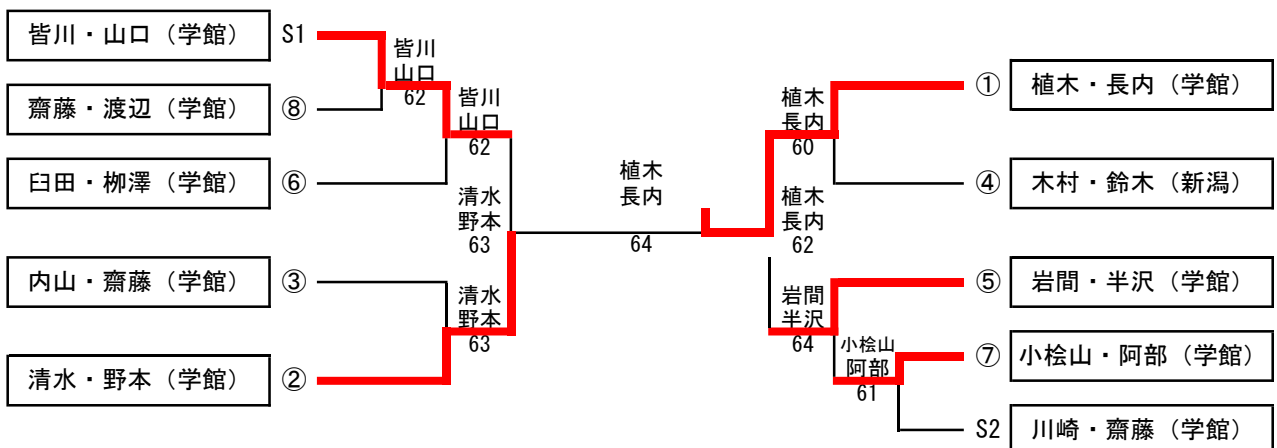 皆川・山口（学館） S1
皆川
山口
62
齋藤・渡辺（学館） ⑧
皆川
山口
62
臼田・栁澤（学館） ⑥
清水
野本
63
内山・齋藤（学館） ③
清水
野本
63
清水・野本（学館） ②
植木
長内
64
① 植木・長内（学館）
植木
長内
60
④ 木村・鈴木（新潟）
植木
長内
62
⑤ 岩間・半沢（学館）
岩間
半沢
64
⑦ 小桧山・阿部（学館）
小桧山
阿部
61
S2 川崎・齋藤（学館）